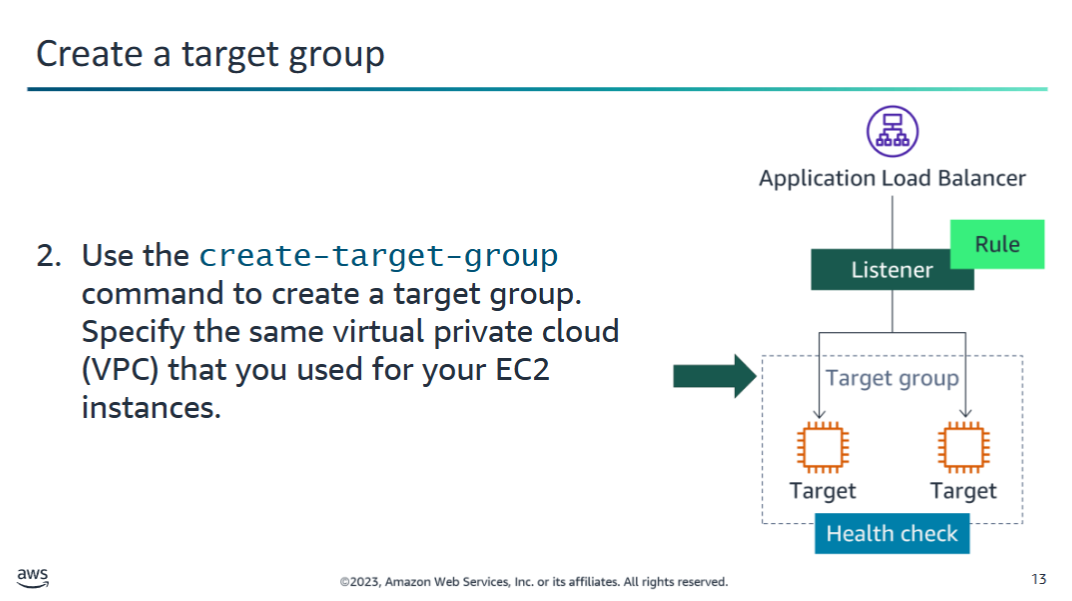 Create a target group
Application Load Balancer
Rule
Listener
2. Use the create-target-group
command to create a target group.
Specify the same virtual private cloud
(VPC) that you used for your EC2
instances.
Target group
Target Target
Health check
aws
©2023, Amazon Web Services, Inc. or its affiliates. All rights reserved.
13